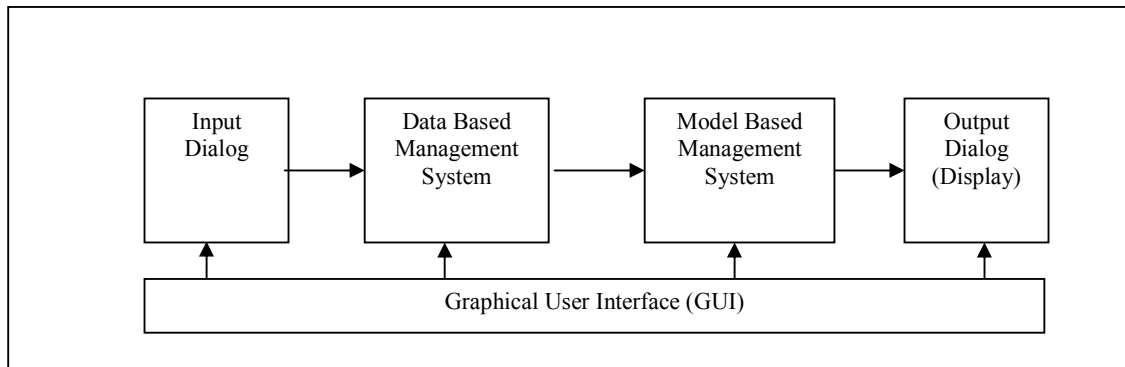 Input
Dialog
Data Based
Management
System
Model Based
Management
System
Output
Dialog
(Display)
Graphical User Interface (GUI)